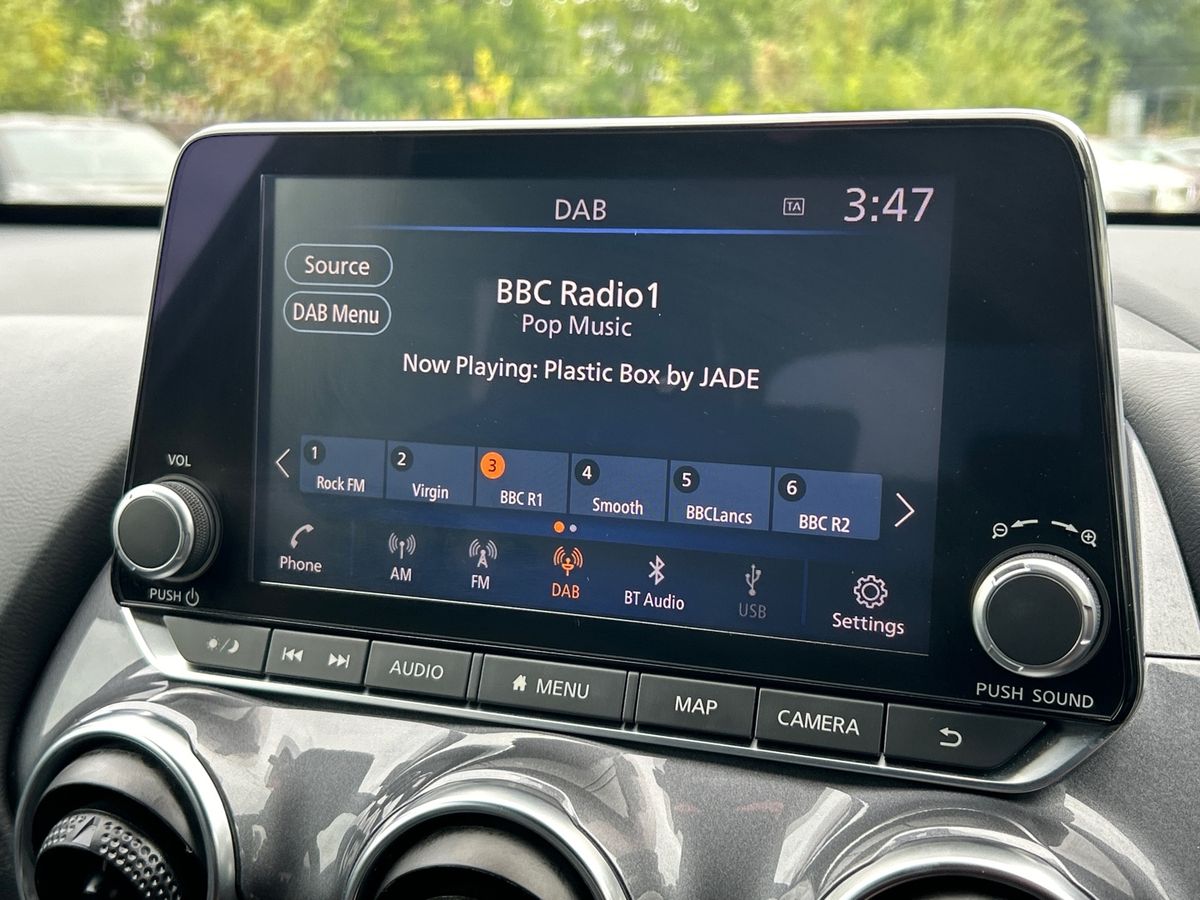 DAB
TA
3:47
Source
DAB Menu
BBC Radio1
Pop Music
Now Playing: Plastic Box by JADE
1
Rock FM
2
Virgin
3
BBC R1
4
Smooth
5
BBCLancs
6
BBC R2
Phone
AM
FM
DAB
BT Audio
USB
Settings
VOL
PUSH
PUSH SOUND
AUDIO
MENU
MAP
CAMERA